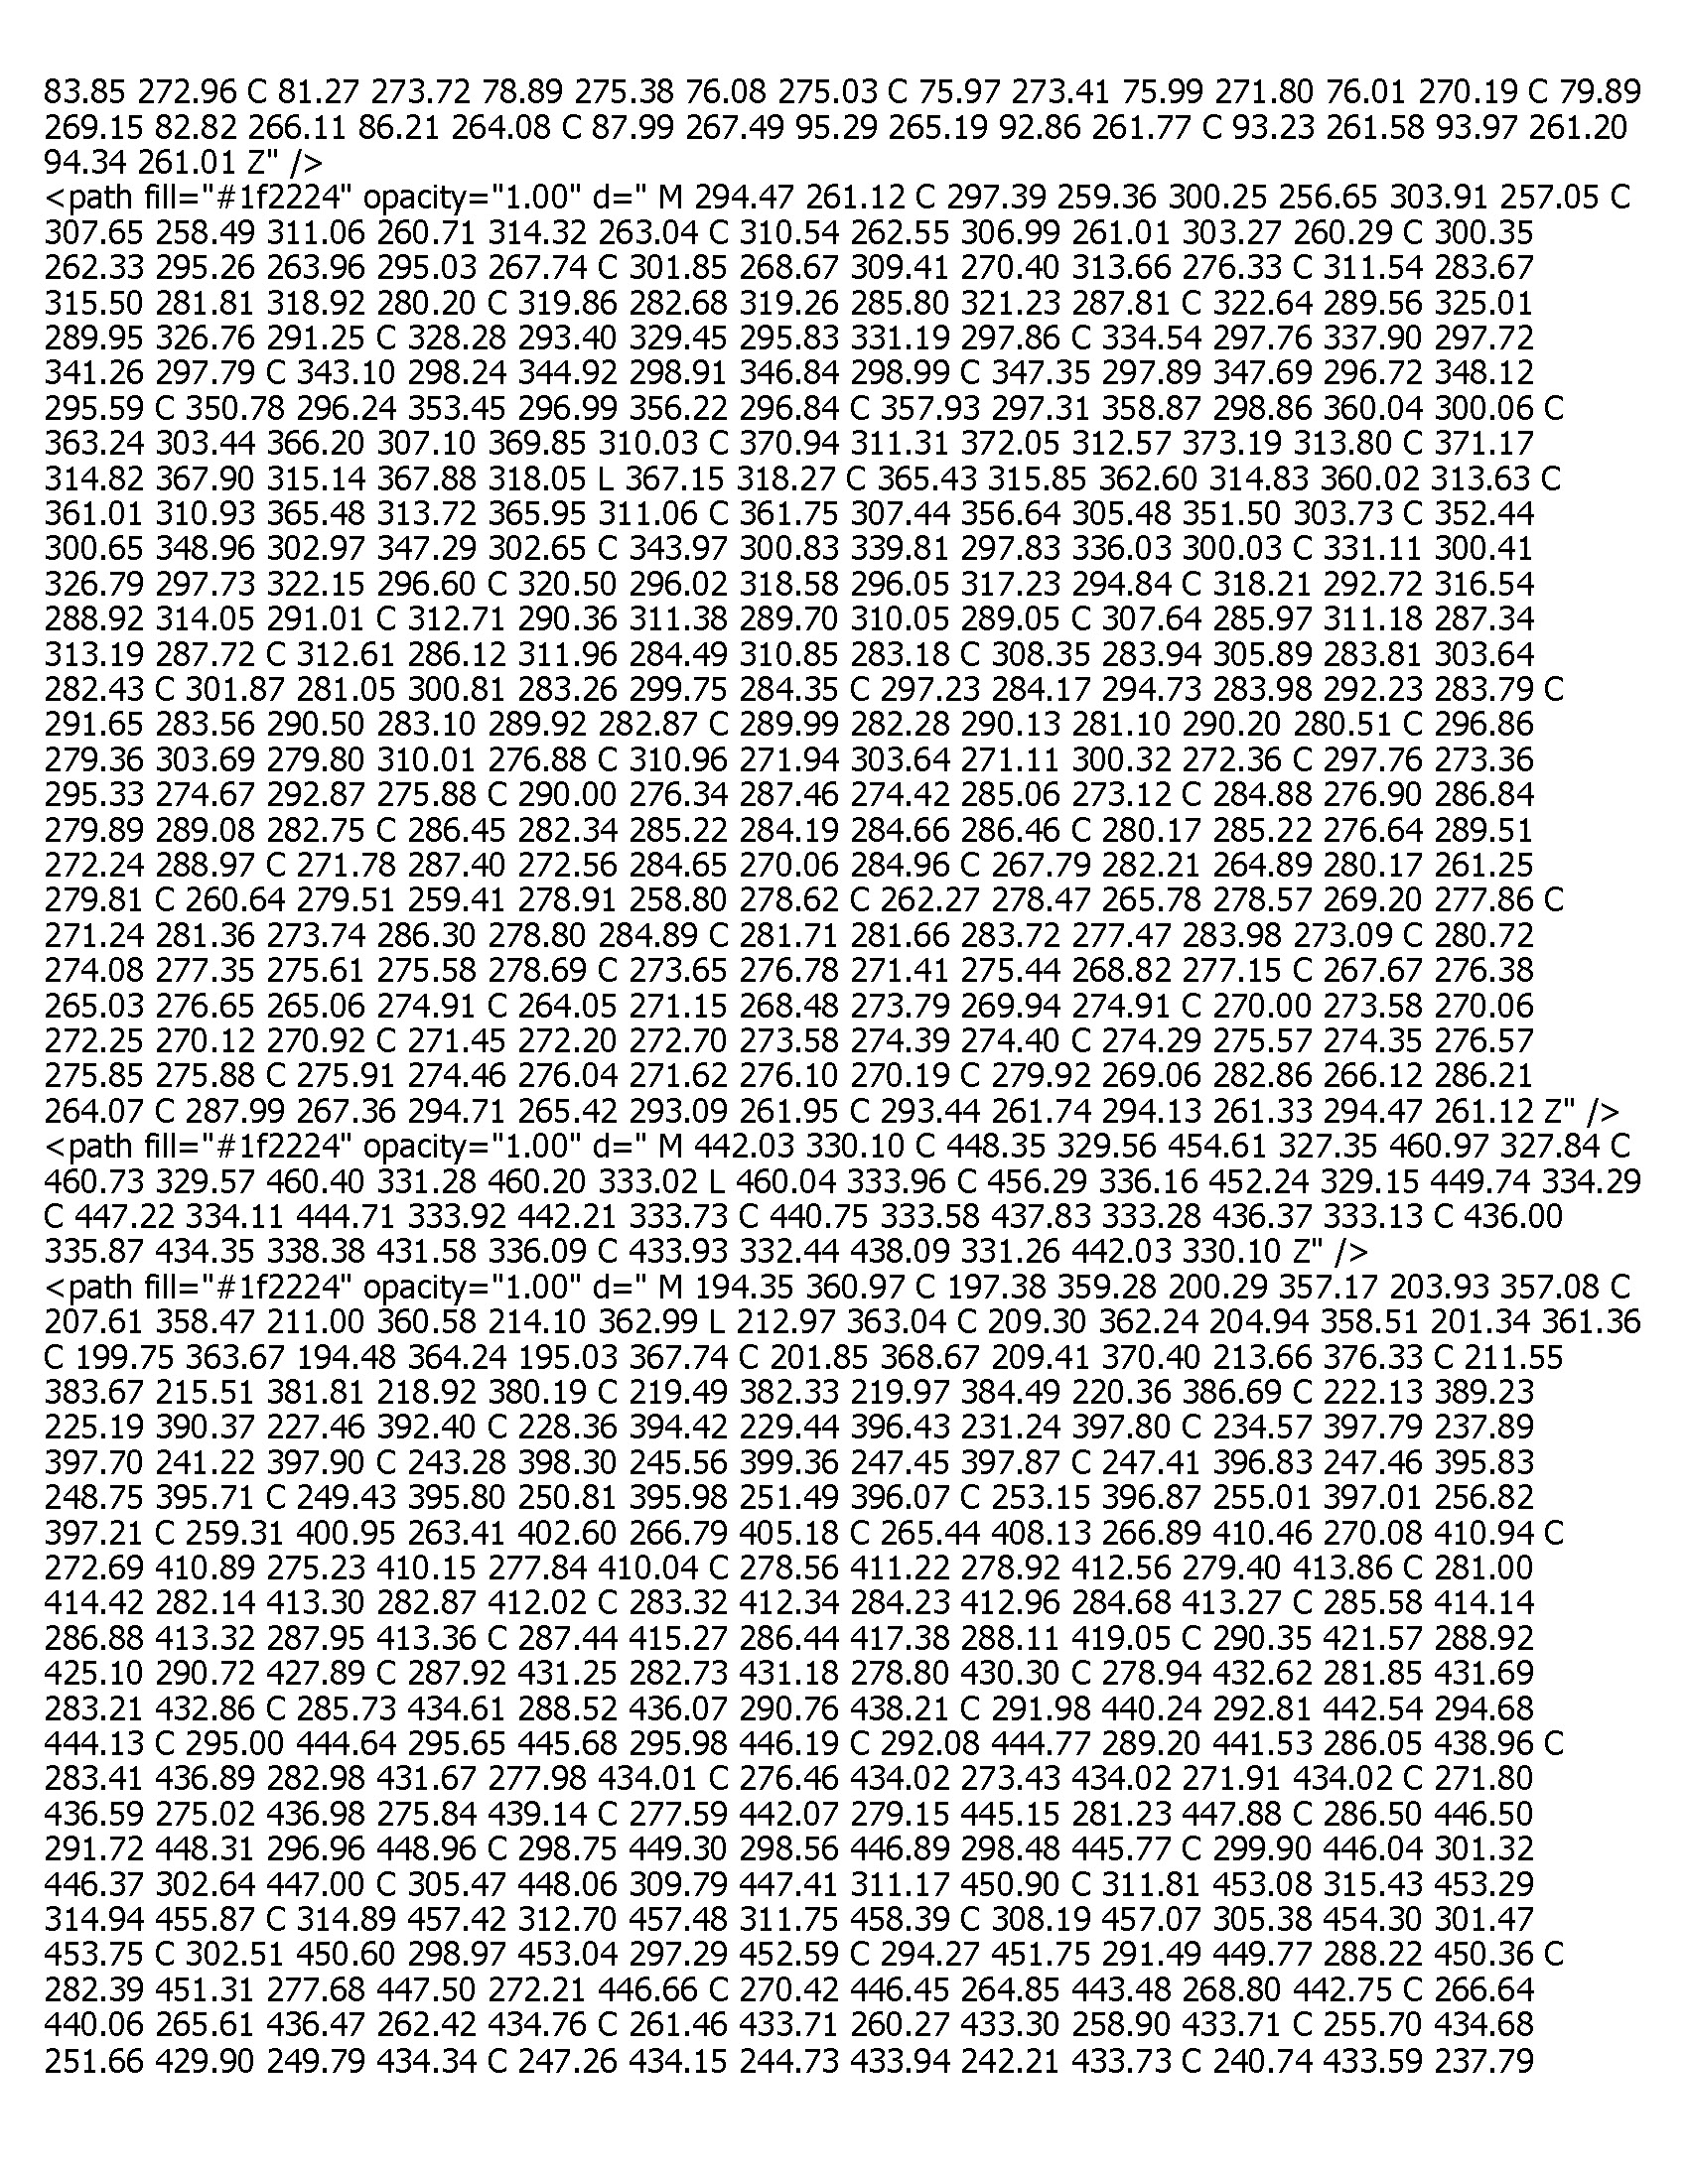 83.85 272.96 C 81.27 273.72 78.89 275.38 76.08 275.03 C 75.97 273.41 75.99 271.80 76.01 270.19 C 79.89
269.15 82.82 266.11 86.21 264.08 C 87.99 267.49 95.29 265.19 92.86 261.77 C 93.23 261.58 93.97 261.20
94.34 261.01 Z" />
<path fill="#1f2224" opacity="1.00" d=" M 294.47 261.12 C 297.39 259.36 300.25 256.65 303.91 257.05 C
307.65 258.49 311.06 260.71 314.32 263.04 C 310.54 262.55 306.99 261.01 303.27 260.29 C 300.35
262.33 295.26 263.96 295.03 267.74 C 301.85 268.67 309.41 270.40 313.66 276.33 C 311.54 283.67
315.50 281.81 318.92 280.20 C 319.86 282.68 319.26 285.80 321.23 287.81 C 322.64 289.56 325.01
289.95 326.76 291.25 C 328.28 293.40 329.45 295.83 331.19 297.86 C 334.54 297.76 337.90 297.72
341.26 297.79 C 343.10 298.24 344.92 298.91 346.84 298.99 C 347.35 297.89 347.69 296.72 348.12
295.59 C 350.78 296.24 353.45 296.99 356.22 296.84 C 357.93 297.31 358.87 298.86 360.04 300.06 C
363.24 303.44 366.20 307.10 369.85 310.03 C 370.94 311.31 372.05 312.57 373.19 313.80 C 371.17
314.82 367.90 315.14 367.88 318.05 L 367.15 318.27 C 365.43 315.85 362.60 314.83 360.02 313.63 C
361.01 310.93 365.48 313.72 365.95 311.06 C 361.75 307.44 356.64 305.48 351.50 303.73 C 352.44
300.65 348.96 302.97 347.29 302.65 C 343.97 300.83 339.81 297.83 336.03 300.03 C 331.11 300.41
326.79 297.73 322.15 296.60 C 320.50 296.02 318.58 296.05 317.23 294.84 C 318.21 292.72 316.54
288.92 314.05 291.01 C 312.71 290.36 311.38 289.70 310.05 289.05 C 307.64 285.97 311.18 287.34
313.19 287.72 C 312.61 286.12 311.96 284.49 310.85 283.18 C 308.35 283.94 305.89 283.81 303.64
282.43 C 301.87 281.05 300.81 283.26 299.75 284.35 C 297.23 284.17 294.73 283.98 292.23 283.79 C
291.65 283.56 290.50 283.10 289.92 282.87 C 289.99 282.28 290.13 281.10 290.20 280.51 C 296.86
279.36 303.69 279.80 310.01 276.88 C 310.96 271.94 303.64 271.11 300.32 272.36 C 297.76 273.36
295.33 274.67 292.87 275.88 C 290.00 276.34 287.46 274.42 285.06 273.12 C 284.88 276.90 286.84
279.89 289.08 282.75 C 286.45 282.34 285.22 284.19 284.66 286.46 C 280.17 285.22 276.64 289.51
272.24 288.97 C 271.78 287.40 272.56 284.65 270.06 284.96 C 267.79 282.21 264.89 280.17 261.25
279.81 C 260.64 279.51 259.41 278.91 258.80 278.62 C 262.27 278.47 265.78 278.57 269.20 277.86 C
271.24 281.36 273.74 286.30 278.80 284.89 C 281.71 281.66 283.72 277.47 283.98 273.09 C 280.72
274.08 277.35 275.61 275.58 278.69 C 273.65 276.78 271.41 275.44 268.82 277.15 C 267.67 276.38
265.03 276.65 265.06 274.91 C 264.05 271.15 268.48 273.79 269.94 274.91 C 270.00 273.58 270.06
272.25 270.12 270.92 C 271.45 272.20 272.70 273.58 274.39 274.40 C 274.29 275.57 274.35 276.57
275.85 275.88 C 275.91 274.46 276.04 271.62 276.10 270.19 C 279.92 269.06 282.86 266.12 286.21
264.07 C 287.99 267.36 294.71 265.42 293.09 261.95 C 293.44 261.74 294.13 261.33 294.47 261.12 Z" />
<path fill="#1f2224" opacity="1.00" d=" M 442.03 330.10 C 448.35 329.56 454.61 327.35 460.97 327.84 C
460.73 329.57 460.40 331.28 460.20 333.02 L 460.04 333.96 C 456.29 336.16 452.24 329.15 449.74 334.29
C 447.22 334.11 444.71 333.92 442.21 333.73 C 440.75 333.58 437.83 333.28 436.37 333.13 C 436.00
335.87 434.35 338.38 431.58 336.09 C 433.93 332.44 438.09 331.26 442.03 330.10 Z" />
<path fill="#1f2224" opacity="1.00" d=" M 194.35 360.97 C 197.38 359.28 200.29 357.17 203.93 357.08 C
207.61 358.47 211.00 360.58 214.10 362.99 L 212.97 363.04 C 209.30 362.24 204.94 358.51 201.34 361.36
C 199.75 363.67 194.48 364.24 195.03 367.74 C 201.85 368.67 209.41 370.40 213.66 376.33 C 211.55
383.67 215.51 381.81 218.92 380.19 C 219.49 382.33 219.97 384.49 220.36 386.69 C 222.13 389.23
225.19 390.37 227.46 392.40 C 228.36 394.42 229.44 396.43 231.24 397.80 C 234.57 397.79 237.89
397.70 241.22 397.90 C 243.28 398.30 245.56 399.36 247.45 397.87 C 247.41 396.83 247.46 395.83
248.75 395.71 C 249.43 395.80 250.81 395.98 251.49 396.07 C 253.15 396.87 255.01 397.01 256.82
397.21 C 259.31 400.95 263.41 402.60 266.79 405.18 C 265.44 408.13 266.89 410.46 270.08 410.94 C
272.69 410.89 275.23 410.15 277.84 410.04 C 278.56 411.22 278.92 412.56 279.40 413.86 C 281.00
414.42 282.14 413.30 282.87 412.02 C 283.32 412.34 284.23 412.96 284.68 413.27 C 285.58 414.14
286.88 413.32 287.95 413.36 C 287.44 415.27 286.44 417.38 288.11 419.05 C 290.35 421.57 288.92
425.10 290.72 427.89 C 287.92 431.25 282.73 431.18 278.80 430.30 C 278.94 432.62 281.85 431.69
283.21 432.86 C 285.73 434.61 288.52 436.07 290.76 438.21 C 291.98 440.24 292.81 442.54 294.68
444.13 C 295.00 444.64 295.65 445.68 295.98 446.19 C 292.08 444.77 289.20 441.53 286.05 438.96 C
283.41 436.89 282.98 431.67 277.98 434.01 C 276.46 434.02 273.43 434.02 271.91 434.02 C 271.80
436.59 275.02 436.98 275.84 439.14 C 277.59 442.07 279.15 445.15 281.23 447.88 C 286.50 446.50
291.72 448.31 296.96 448.96 C 298.75 449.30 298.56 446.89 298.48 445.77 C 299.90 446.04 301.32
446.37 302.64 447.00 C 305.47 448.06 309.79 447.41 311.17 450.90 C 311.81 453.08 315.43 453.29
314.94 455.87 C 314.89 457.42 312.70 457.48 311.75 458.39 C 308.19 457.07 305.38 454.30 301.47
453.75 C 302.51 450.60 298.97 453.04 297.29 452.59 C 294.27 451.75 291.49 449.77 288.22 450.36 C
282.39 451.31 277.68 447.50 272.21 446.66 C 270.42 446.45 264.85 443.48 268.80 442.75 C 266.64
440.06 265.61 436.47 262.42 434.76 C 261.46 433.71 260.27 433.30 258.90 433.71 C 255.70 434.68
251.66 429.90 249.79 434.34 C 247.26 434.15 244.73 433.94 242.21 433.73 C 240.74 433.59 237.79